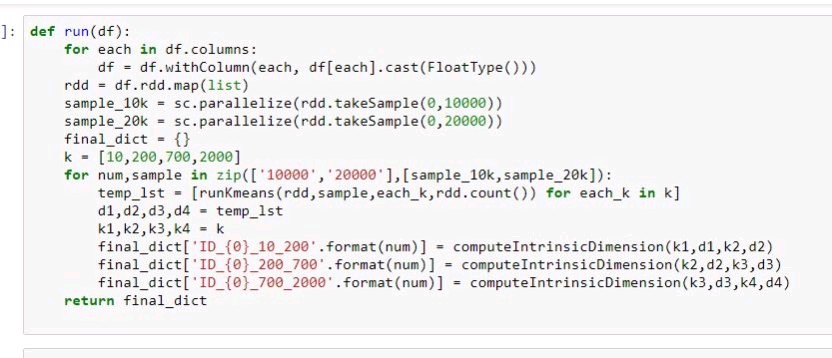 ]: def run(df):
for each in df.columns:
df = df.withColumn(each, df[each].cast(FloatType()))
rdd = df.rdd.map(list)
sample_10k = sc.parallelize(rdd.takeSample(0,10000))
sample_20k = sc.parallelize(rdd.takeSample(0,20000))
final_dict = {}
k = [10,200,700,2000]
for num,sample in zip(['10000','20000'],[sample_10k,sample_20k]):
temp_lst = [runKmeans(rdd,sample,each_k,rdd.count()) for each_k in k]
d1,d2,d3,d4 = temp_lst
k1,k2,k3,k4 = k
final_dict['ID_{0}_10_200'.format(num)] = computeIntrinsicDimension(k1,d1,k2,d2)
final_dict['ID_{0}_200_700'.format(num)] = computeIntrinsicDimension(k2,d2,k3,d3)
final_dict['ID_{0}_700_2000'.format(num)] = computeIntrinsicDimension(k3,d3,k4,d4)
return final_dict